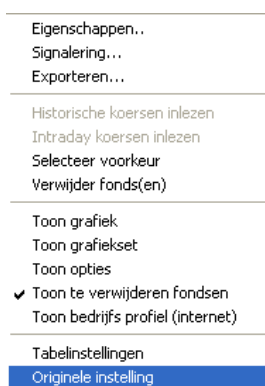 Eigenschappen..
Signalering...
Exporteren...
Historische koersen inlezen
Intraday koersen inlezen
Selecteer voorkeur
Verwijder fonds(en)
Toon grafiek
Toon grafiekset
Toon opties
Toon te verwijderen fondsen
Toon bedrijfs profiel (internet)
Tabelinstellingen
Originele instelling